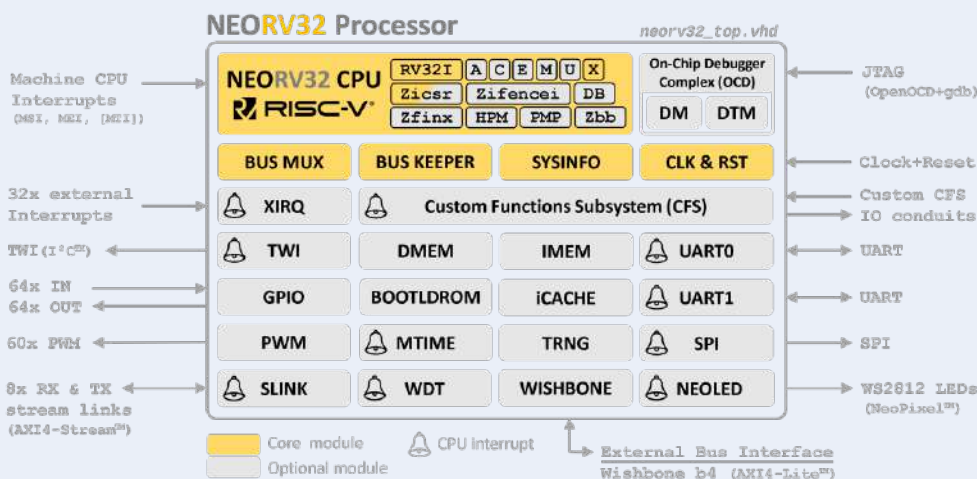 NEORV32 Processor
neorv32_top.vhd
NEORV32 CPU
RISC-V®
RV32I A C E M U X
Zicsr Zifencei DB
Zfinx HPM PMP Zbb
On-Chip Debugger
Complex (OCD)
DM DTM
Machine CPU
Interrupts
(MSI, MEI, [MTI])
JTAG
(OpenOCD+gdb)
BUS MUX BUS KEEPER SYSINFO CLK & RST
Clock+Reset
32x external
Interrupts
XIRQ Custom Functions Subsystem (CFS)
Custom CFS
IO conduits
TWI(I²C™)
TWI DMEM IMEM UART0
UART
64x IN
64x OUT
GPIO BOOTLDROM iCACHE UART1
UART
60x PWM
PWM MTIME TRNG SPI
SPI
8x RX & TX
stream links
(AXI4-Stream™)
SLINK WDT WISHBONE NEOLED
WS2812 LEDs
(NeoPixel™)
Core module
Optional module
CPU interrupt
External Bus Interface
Wishbone b4 (AXI4-Lite™)